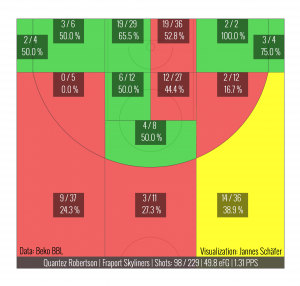 3 / 6
50.0 %
19 / 29
65.5 %
19 / 36
52.8 %
2 / 2
100.0 %
2 / 4
50.0 %
3 / 4
75.0 %
0 / 5
0.0 %
6 / 12
50.0 %
12 / 27
44.4 %
2 / 12
16.7 %
4 / 8
50.0 %
9 / 37
24.3 %
3 / 11
27.3 %
14 / 36
38.9 %
Data: Beko BBL
Visualization: Jannes Schäfer
Quantez Robertson | Fraport Skyliners | Shots: 98 / 229 | 49.8 eFG | 1.31 PPS